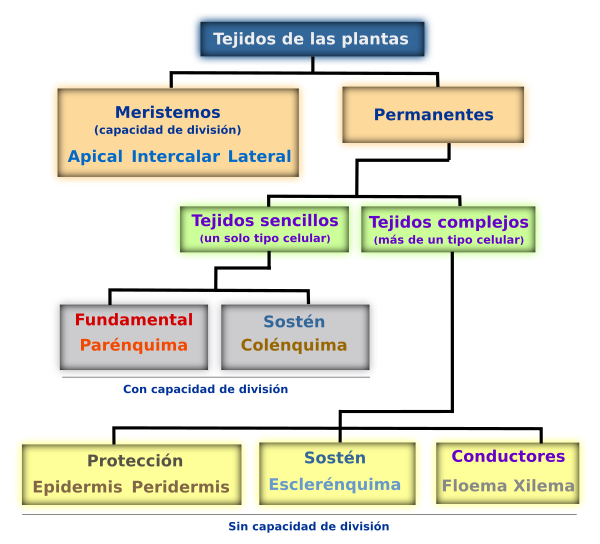 Tejidos de las plantas
Meristemos
(capacidad de división)
Apical Intercalar Lateral
Permanentes
Tejidos sencillos
(un solo tipo celular)
Tejidos complejos
(más de un tipo celular)
Fundamental
Parénquima
Sostén
Colénquima
Con capacidad de división
Protección
Epidermis Peridermis
Sostén
Esclerénquima
Conductores
Floema Xilema
Sin capacidad de división